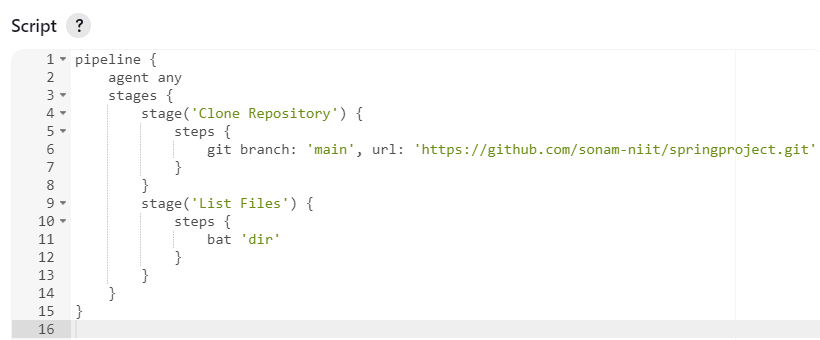 Script ?
1 pipeline {
2     agent any
3     stages {
4         stage('Clone Repository') {
5             steps {
6                 git branch: 'main', url: 'https://github.com/sonam-niit/springproject.git'
7             }
8         }
9         stage('List Files') {
10             steps {
11                 bat 'dir'
12             }
13         }
14     }
15 }
16